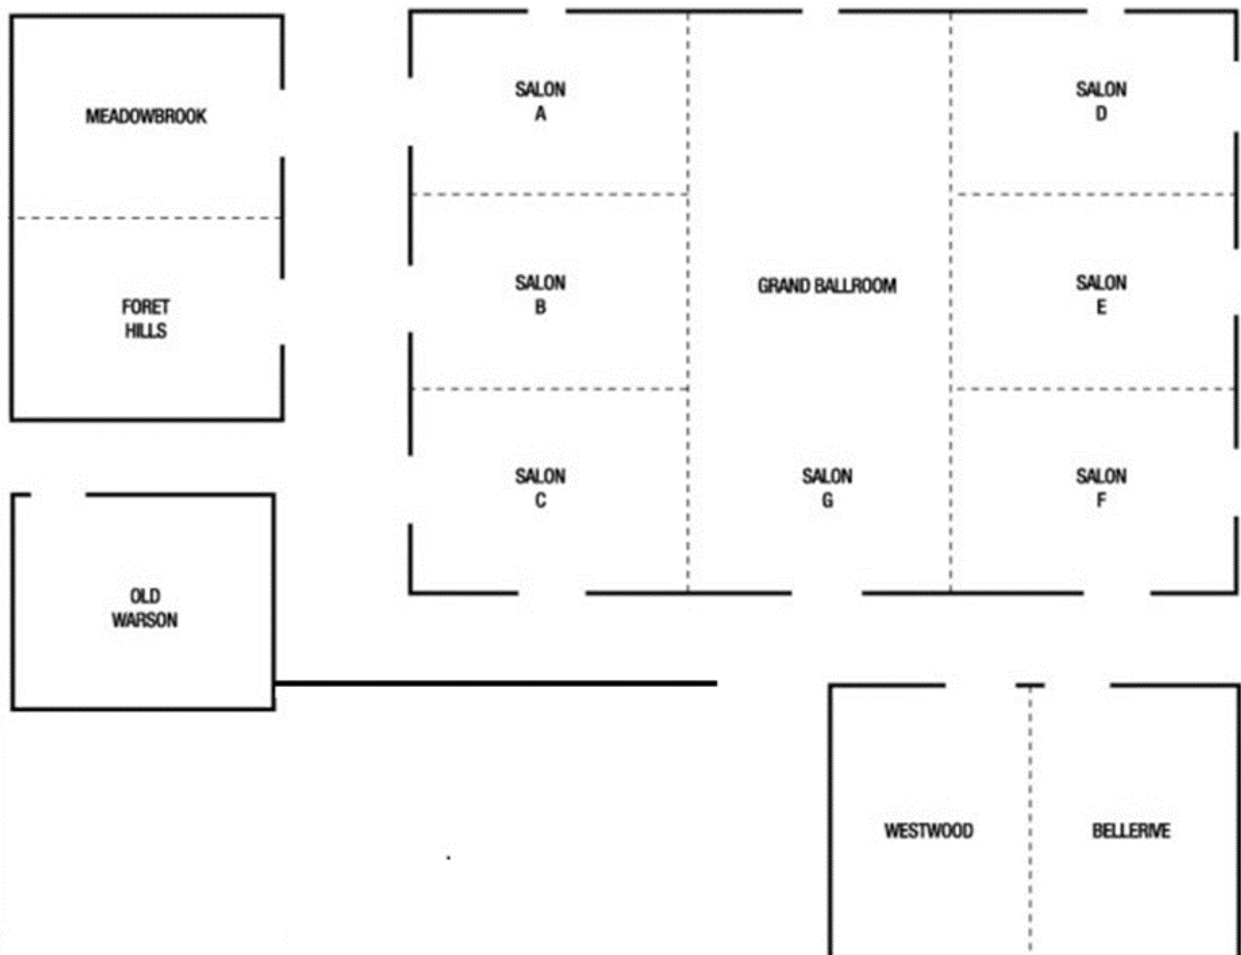 MEADOWBROOK
FORET
HILLS
OLD
WARSON
SALON
A
SALON
B
SALON
C
GRAND BALLROOM
SALON
G
SALON
D
SALON
E
SALON
F
WESTWOOD
BELLERIVE